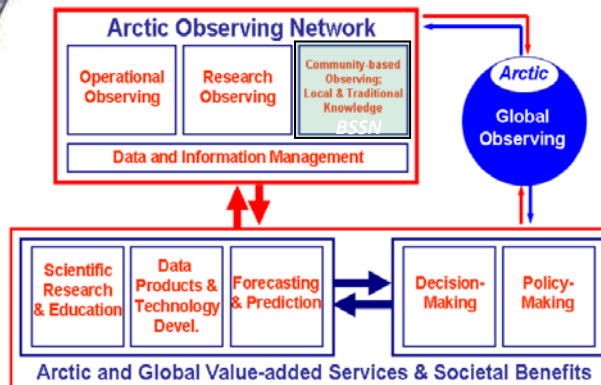 Arctic Observing Network
Operational
Observing
Research
Observing
Community-based
Observing;
Local & Traditional
Knowledge
BSSN
Data and Information Management
Arctic
Global
Observing
Scientific
Research
& Education
Data
Products &
Technology
Devel.
Forecasting
& Prediction
Decision-
Making
Policy-
Making
Arctic and Global Value-added Services & Societal Benefits